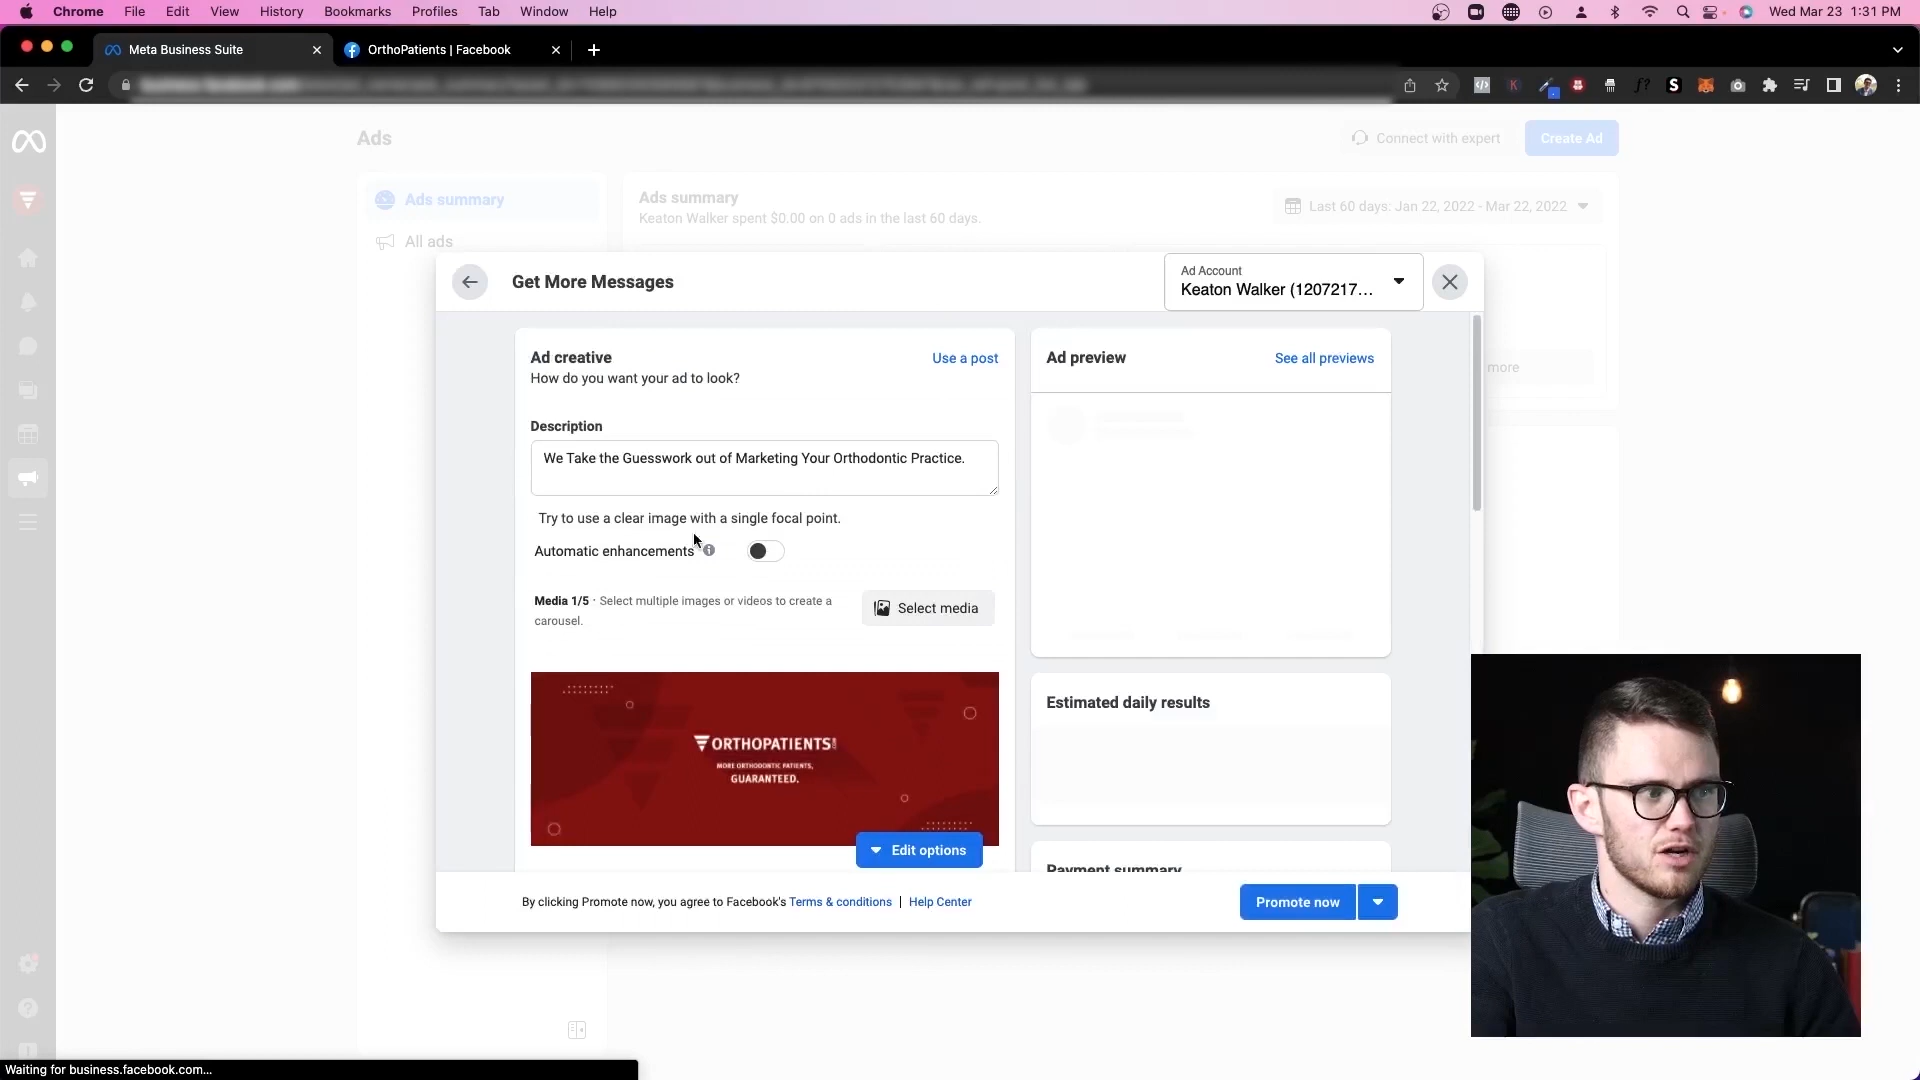 Chrome File Edit View History Bookmarks Profiles Tab Window Help Wed Mar 23 1:31 PM
Meta Business Suite OrthoPatients | Facebook
Ads Connect with expert Create Ad
Ads summary
All ads
Ads summary
Keaton Walker spent $0.00 on 0 ads in the last 60 days.
Last 60 days: Jan 22, 2022 - Mar 22, 2022
more
Get More Messages
Ad Account
Keaton Walker (1207217...
Ad creative
Use a post
How do you want your ad to look?
Description
We Take the Guesswork out of Marketing Your Orthodontic Practice.
Try to use a clear image with a single focal point.
Automatic enhancements
Media 1/5 · Select multiple images or videos to create a
carousel.
Select media
ORTHOPATIENTS
MORE ORTHODONTIC PATIENTS,
GUARANTEED.
Edit options
Ad preview
See all previews
Estimated daily results
Payment summary
By clicking Promote now, you agree to Facebook's Terms & conditions | Help Center
Promote now
Waiting for business.facebook.com...